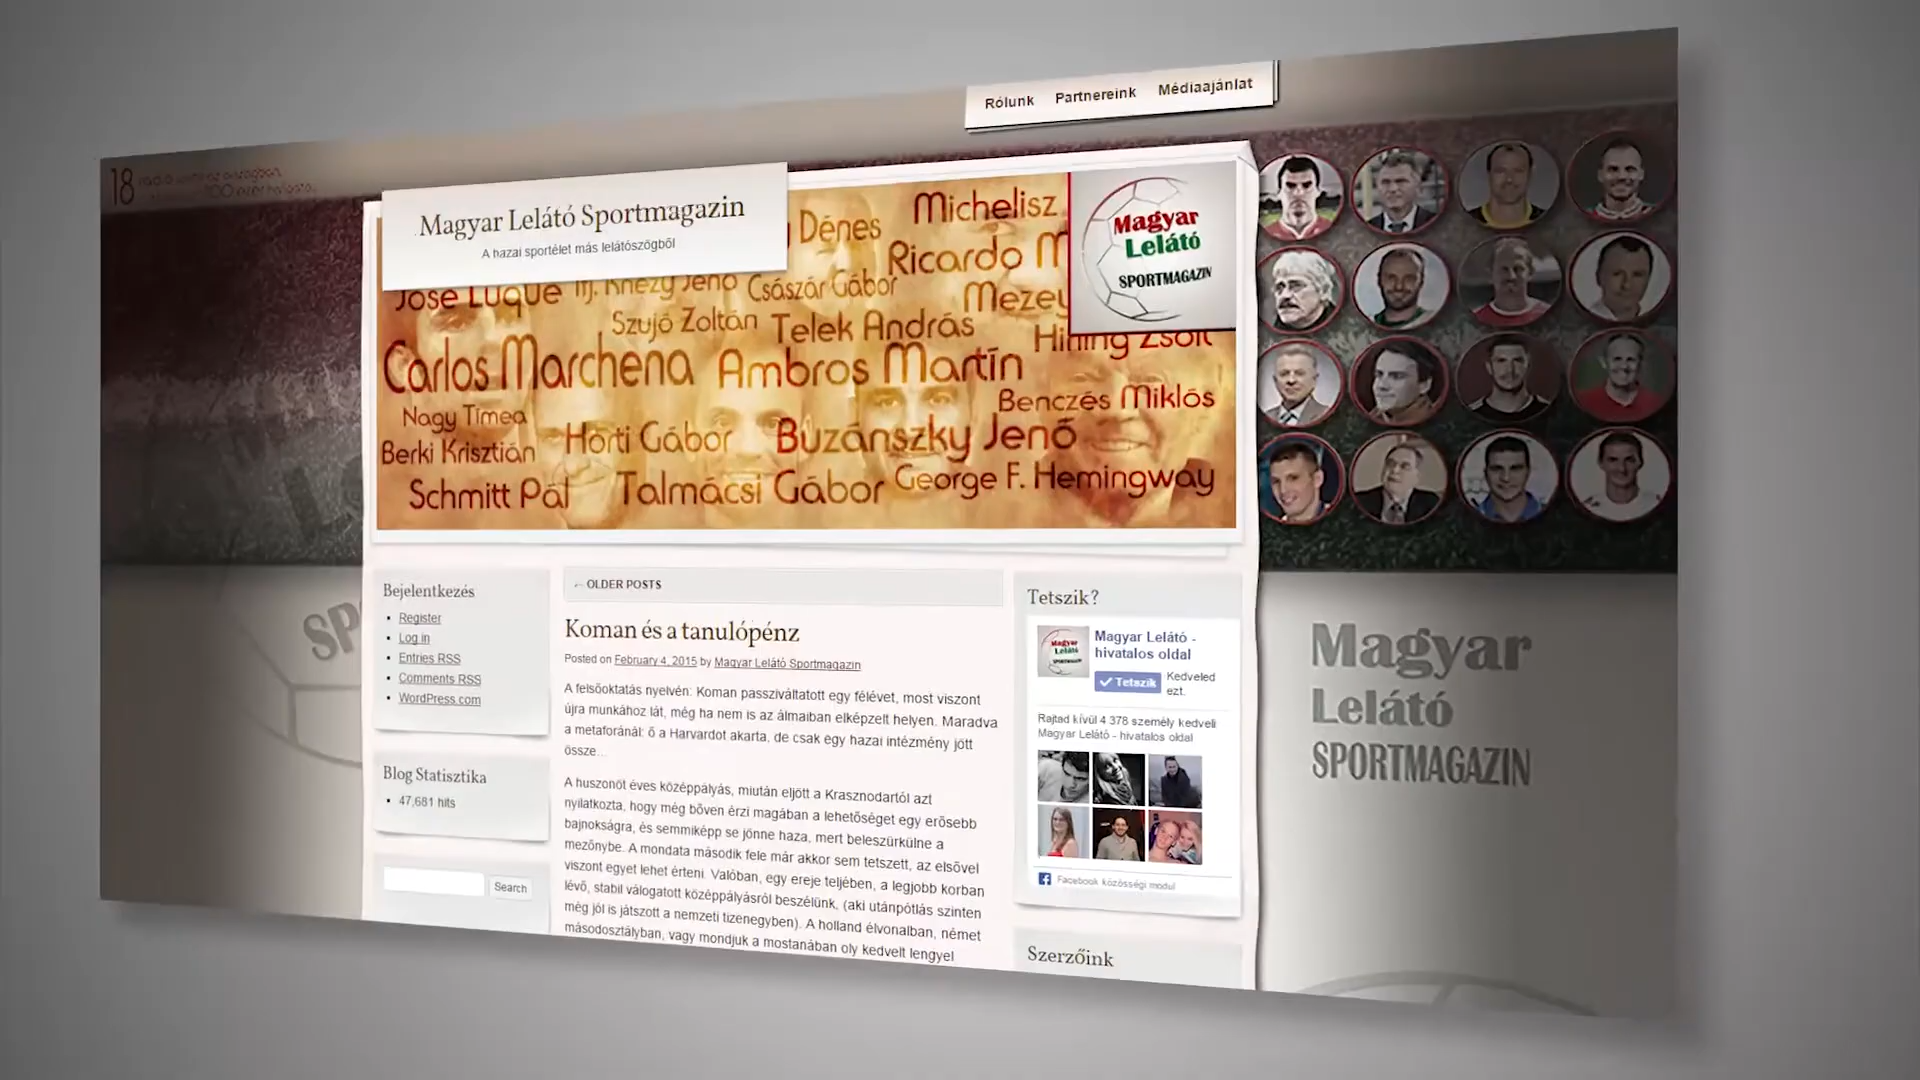 Rólunk Partnereink Médiaajánlat
18
Magyar Lelátó Sportmagazin
A hazai sportélet más lelátószögből
Dénes Michelisz
Ricardo M
Jose Luque ifj. Knézy Jenő Császár Gábor Mezey
Szujó Zoltán Telek András
Carlos Marchena Ambros Martín
Nagy Tímea Benczés Miklós
Berki Krisztián Horti Gábor Buzánszky Jenő
Schmitt Pál Talmácsi Gábor George F. Hemingway
Magyar
Lelátó
SPORTMAGAZIN
Bejelentkezés
Register
Log in
Entries RSS
Comments RSS
WordPress.com
Blog Statisztika
47,681 hits
Search
← OLDER POSTS
Koman és a tanulópénz
Posted on February 4, 2015 by Magyar Lelátó Sportmagazin
A felsőoktatás nyelvén: Koman passziváltatott egy félévet, most viszont
újra munkához lát, még ha nem is az álmaiban elképzelt helyen. Maradva
a metaforánál: ő a Harvardot akarta, de csak egy hazai intézmény jött
össze…
A huszonöt éves középpályás, miután eljött a Krasznodartól azt
nyilatkozta, hogy még bőven érzi magában a lehetőséget egy erősebb
bajnokságra, és semmiképp se jönne haza, mert beleszürkülne a
mezőnybe. A mondata második fele már akkor sem tetszett, az elsővel
viszont egyet lehet érteni. Valóban, egy ereje teljében, a legjobb korban
lévő, stabil válogatott középpályásról beszélünk, (aki utánpótlás szinten
még jól is játszott a nemzeti tizenegyben). A holland élvonalban, német
másodosztályban, vagy mondjuk a mostanában oly kedvelt lengyel
Tetszik?
Magyar Lelátó -
hivatalos oldal
Tetszik Kedveled
ezt.
Rajtad kívül 4 378 személy kedveli
Magyar Lelátó - hivatalos oldal
Facebook közösségi modul
Szerzőink
SP
Magyar
Lelátó
SPORTMAGAZIN